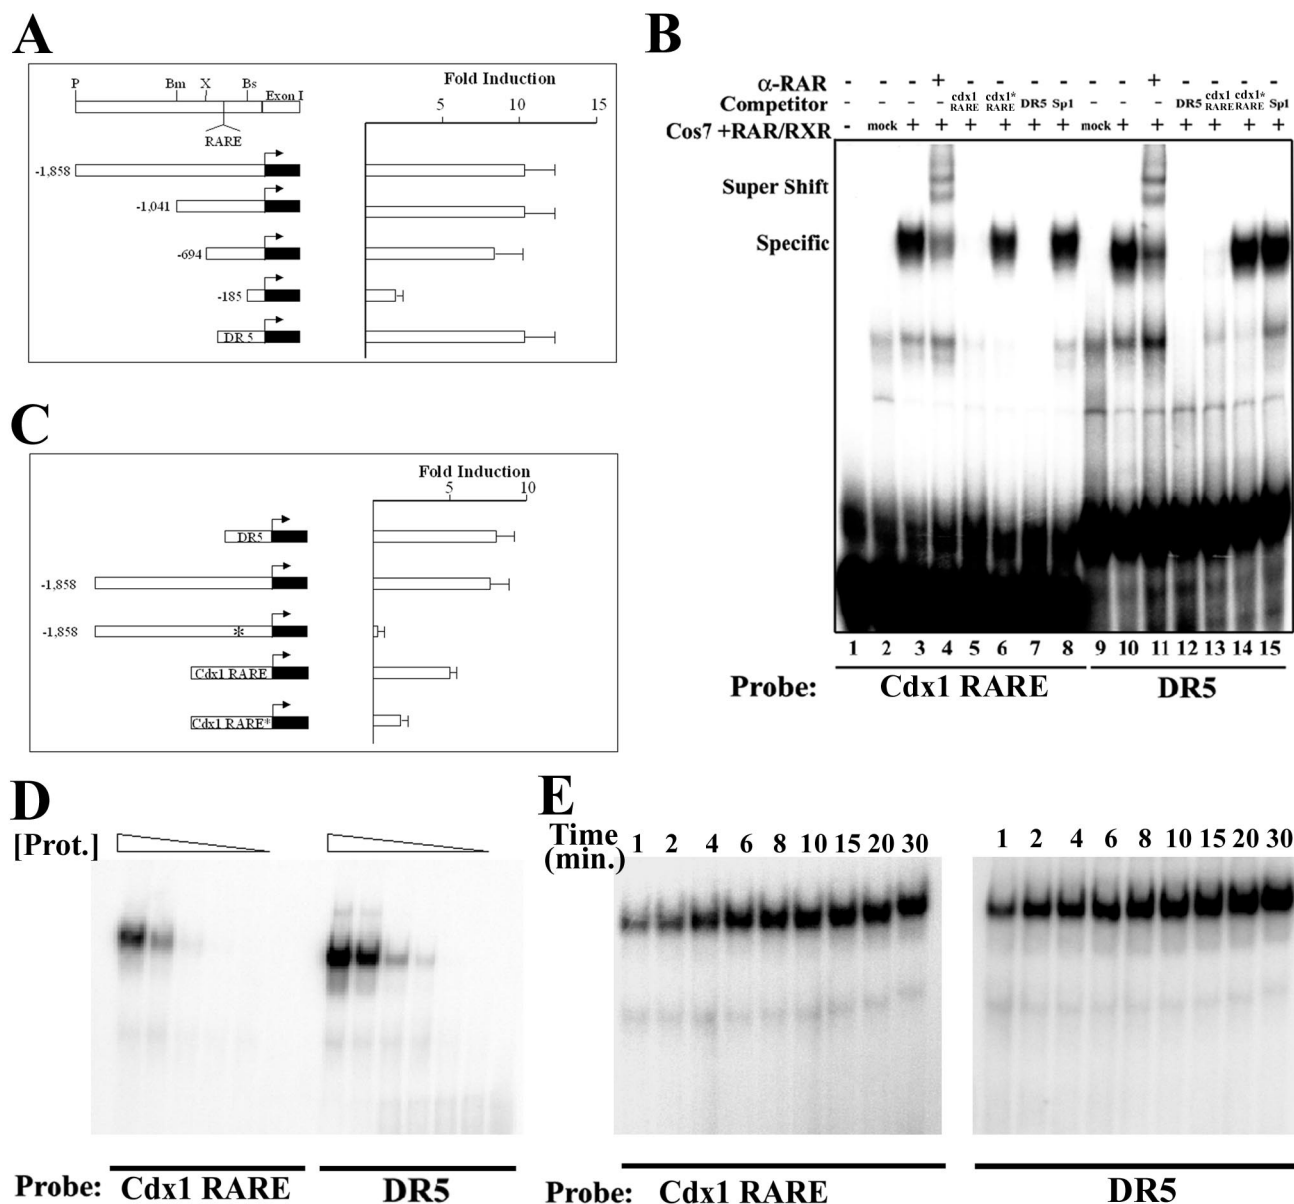 A
P Bm X Bs Exon I
RARE
Fold Induction
5 10 15
-1,858
-1,041
-694
-185
DR 5
B
α-RAR - - - + - - - - - - + - - - -
Competitor - - - - cdx1 RARE cdx1* RARE DR5 Sp1 - - - DR5 cdx1 RARE cdx1* RARE Sp1
Cos7 +RAR/RXR - mock + + + + + + mock + + + + + +
Super Shift
Specific
1 2 3 4 5 6 7 8 9 10 11 12 13 14 15
Probe: Cdx1 RARE DR5
C
Fold Induction
5 10
DR5
-1,858
-1,858 *
Cdx1 RARE
Cdx1 RARE*
D
[Prot.]
Probe: Cdx1 RARE DR5
E
Time (min.) 1 2 4 6 8 10 15 20 30 1 2 4 6 8 10 15 20 30
Probe: Cdx1 RARE DR5